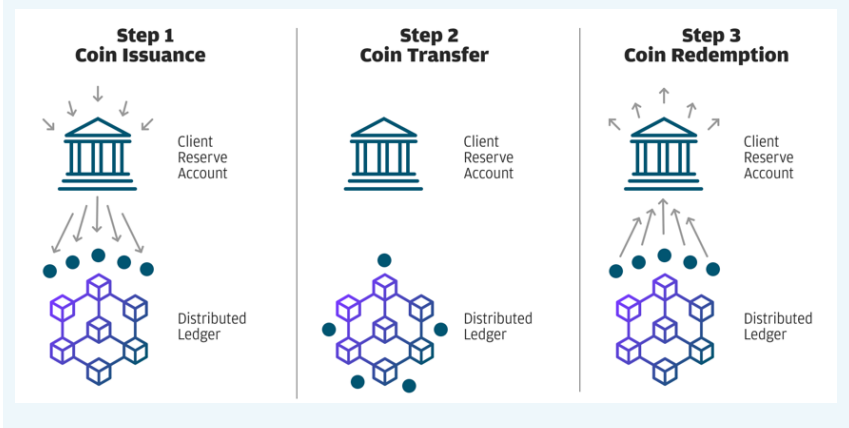 Step 1
Coin Issuance
Client
Reserve
Account
Distributed
Ledger
Step 2
Coin Transfer
Client
Reserve
Account
Distributed
Ledger
Step 3
Coin Redemption
Client
Reserve
Account
Distributed
Ledger